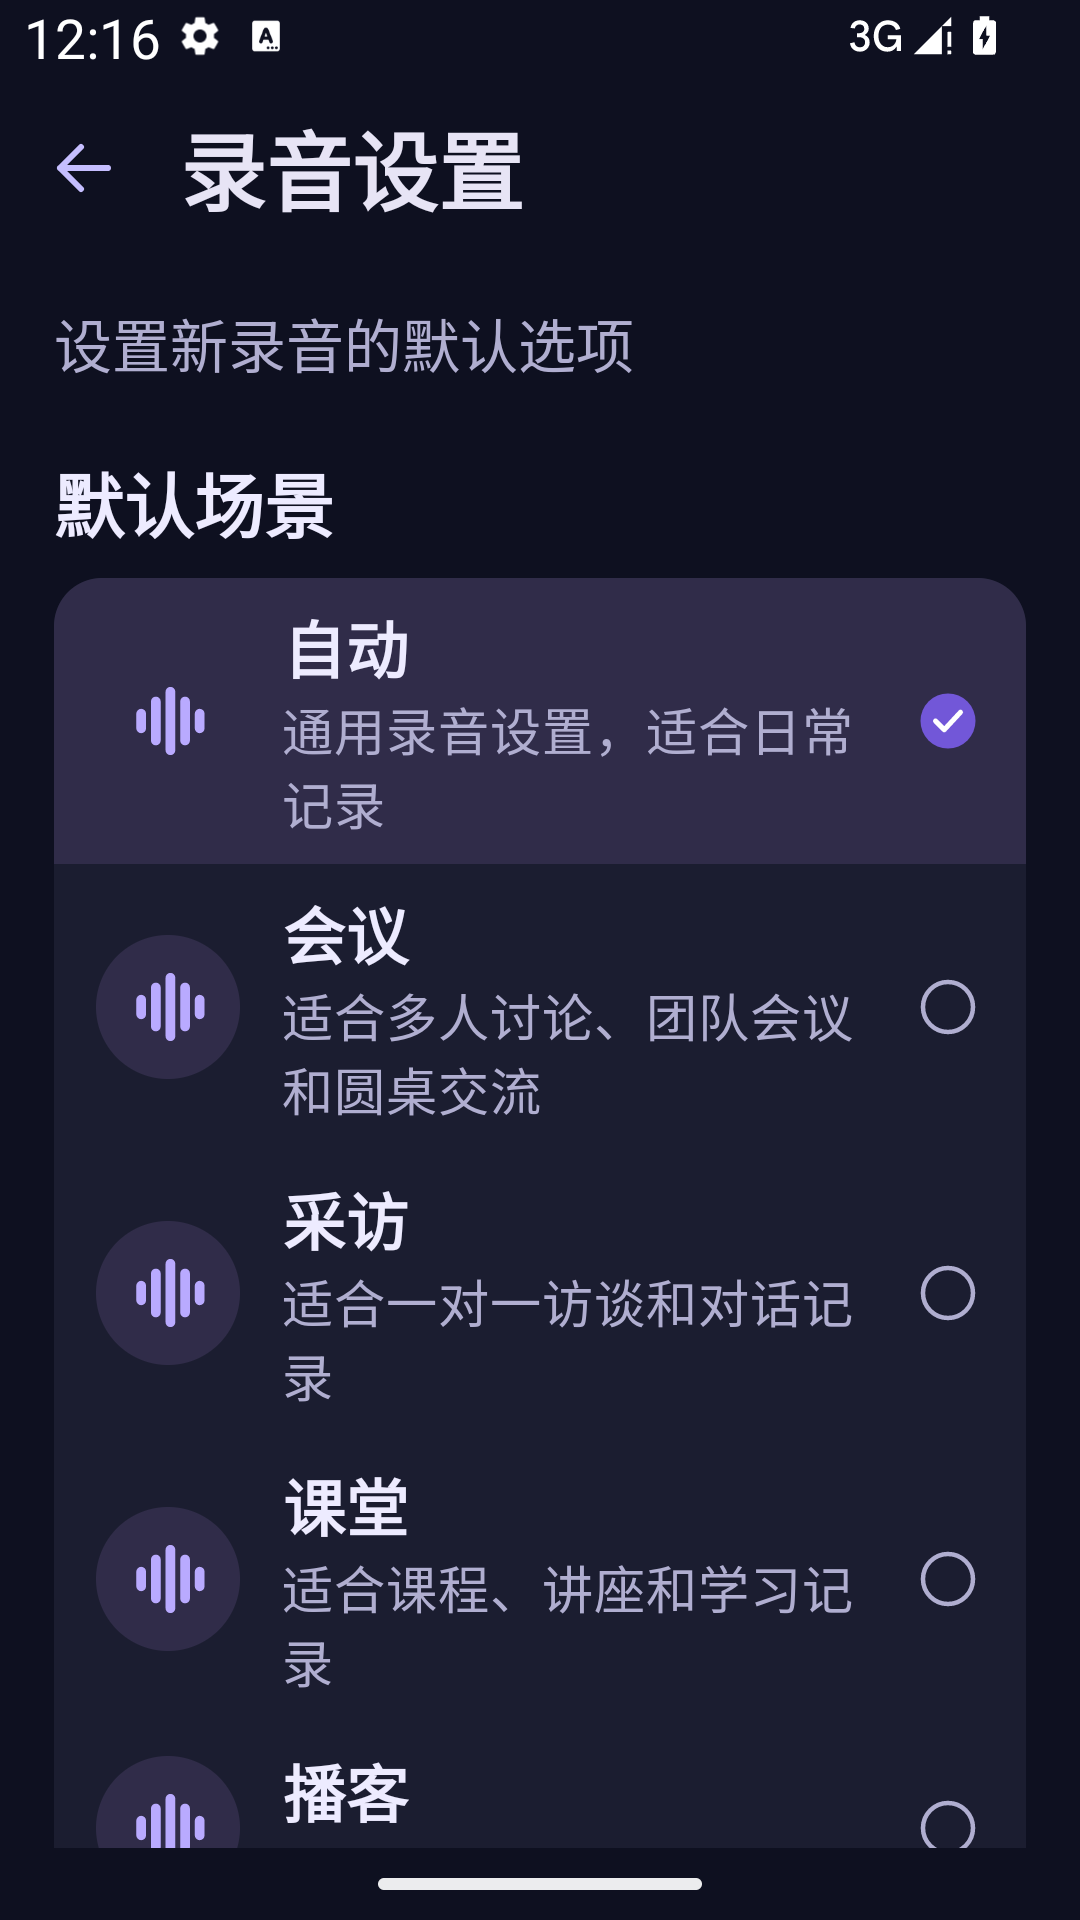 12:16
3G
录音设置
设置新录音的默认选项
默认场景
自动
通用录音设置，适合日常
记录
会议
适合多人讨论、团队会议
和圆桌交流
采访
适合一对一访谈和对话记
录
课堂
适合课程、讲座和学习记
录
播客